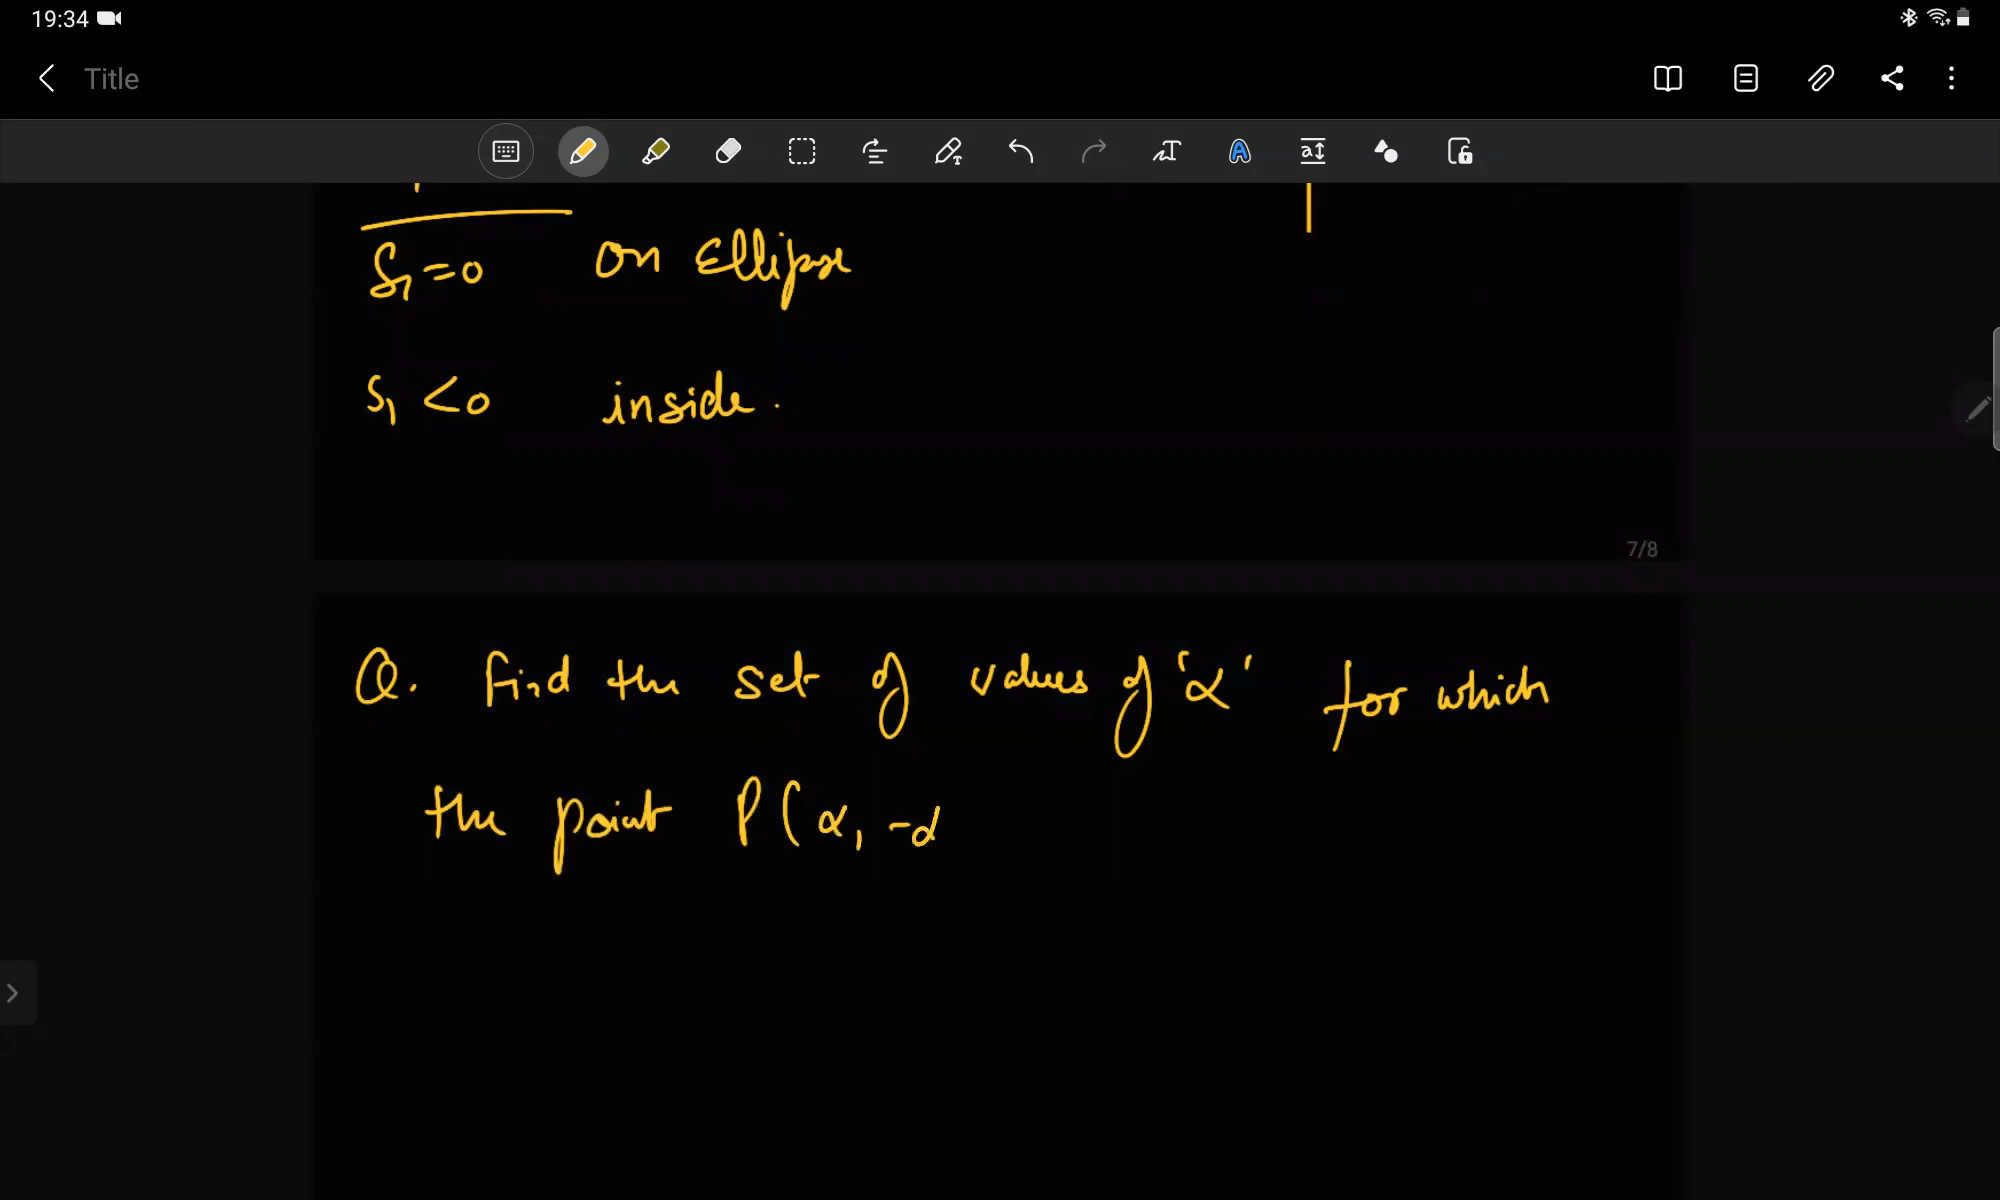 19:34
Title
S₁=0 on Ellipse
S₁ <0 inside.
7/8
Q. find the set of values of 'α' for which
the point P(α, -α